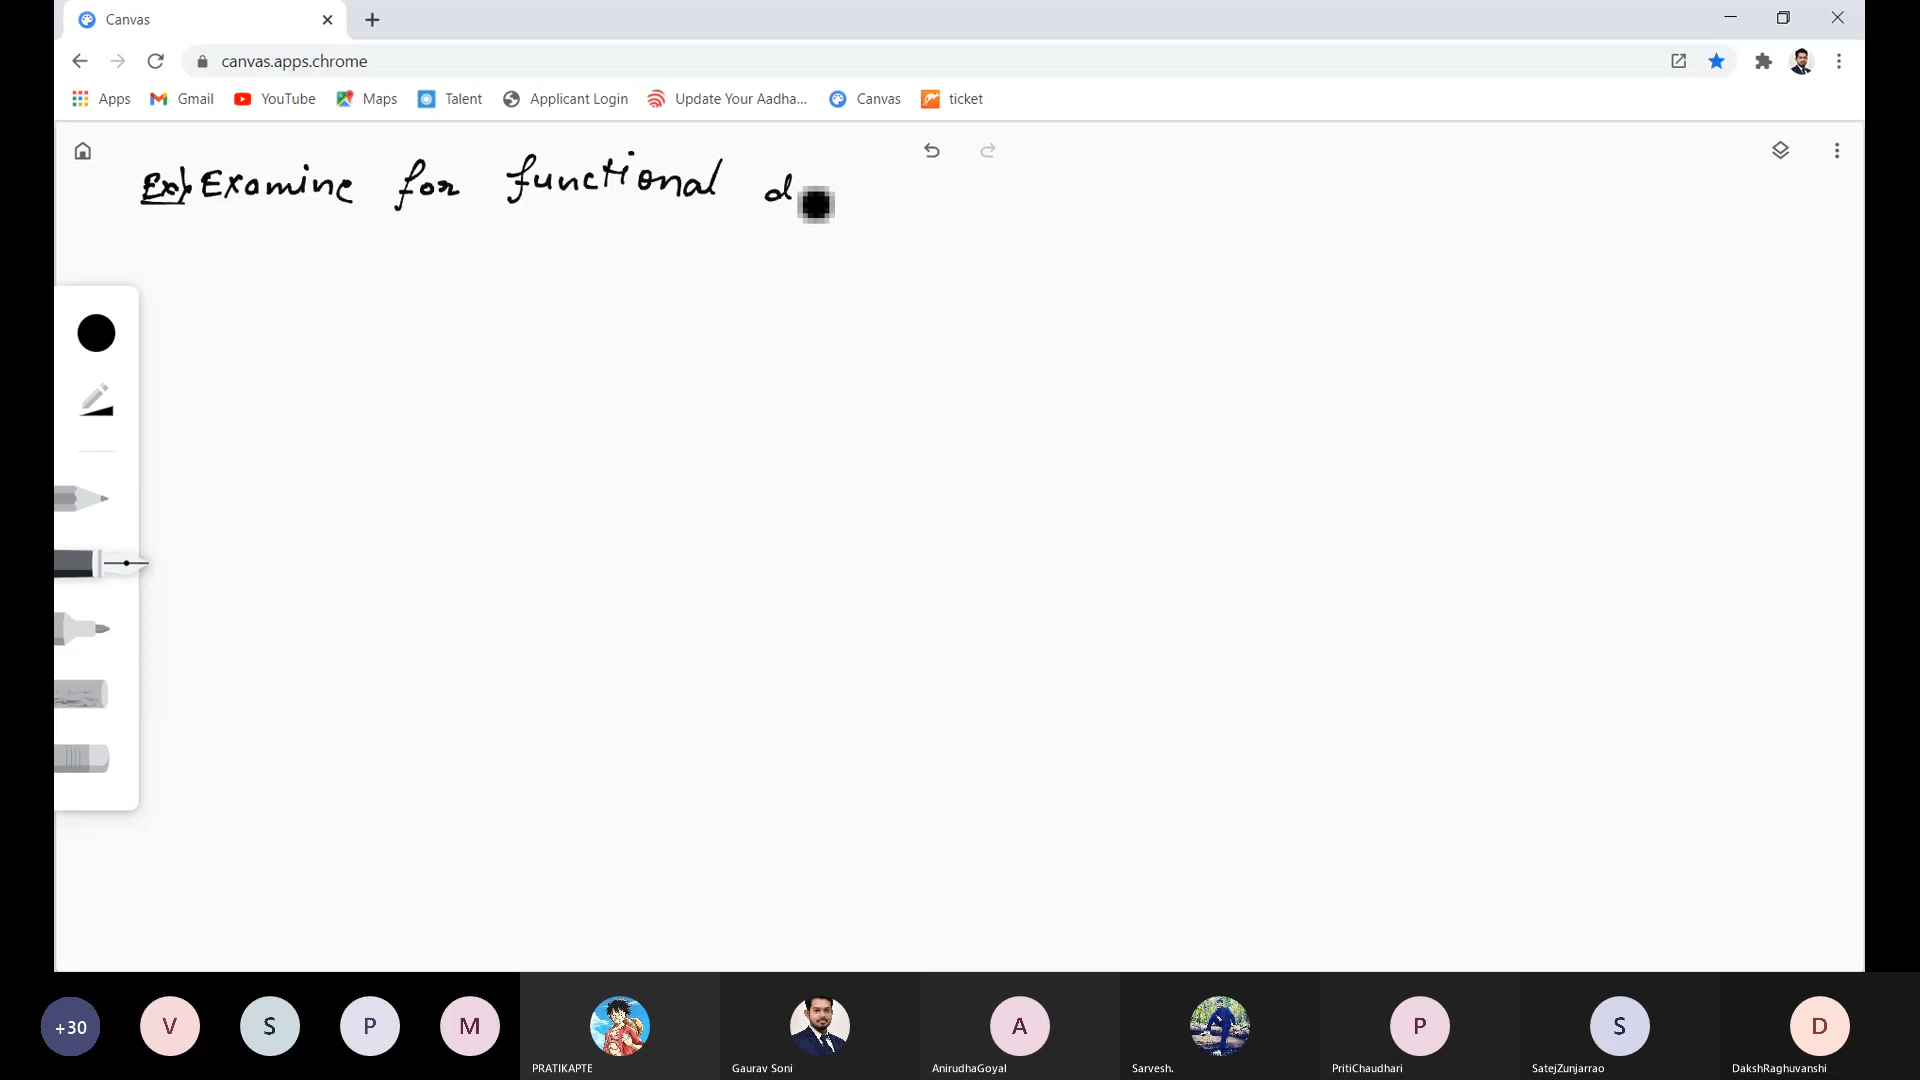 Canvas
canvas.apps.chrome
Apps Gmail YouTube Maps Talent Applicant Login Update Your Aadha... Canvas ticket
Ex) Examine for functional d
+30 V S P M A P S D
PRATIKAPTE Gaurav Soni AnirudhaGoyal Sarvesh. PritiChaudhari SatejZunjarrao DakshRaghuvanshi